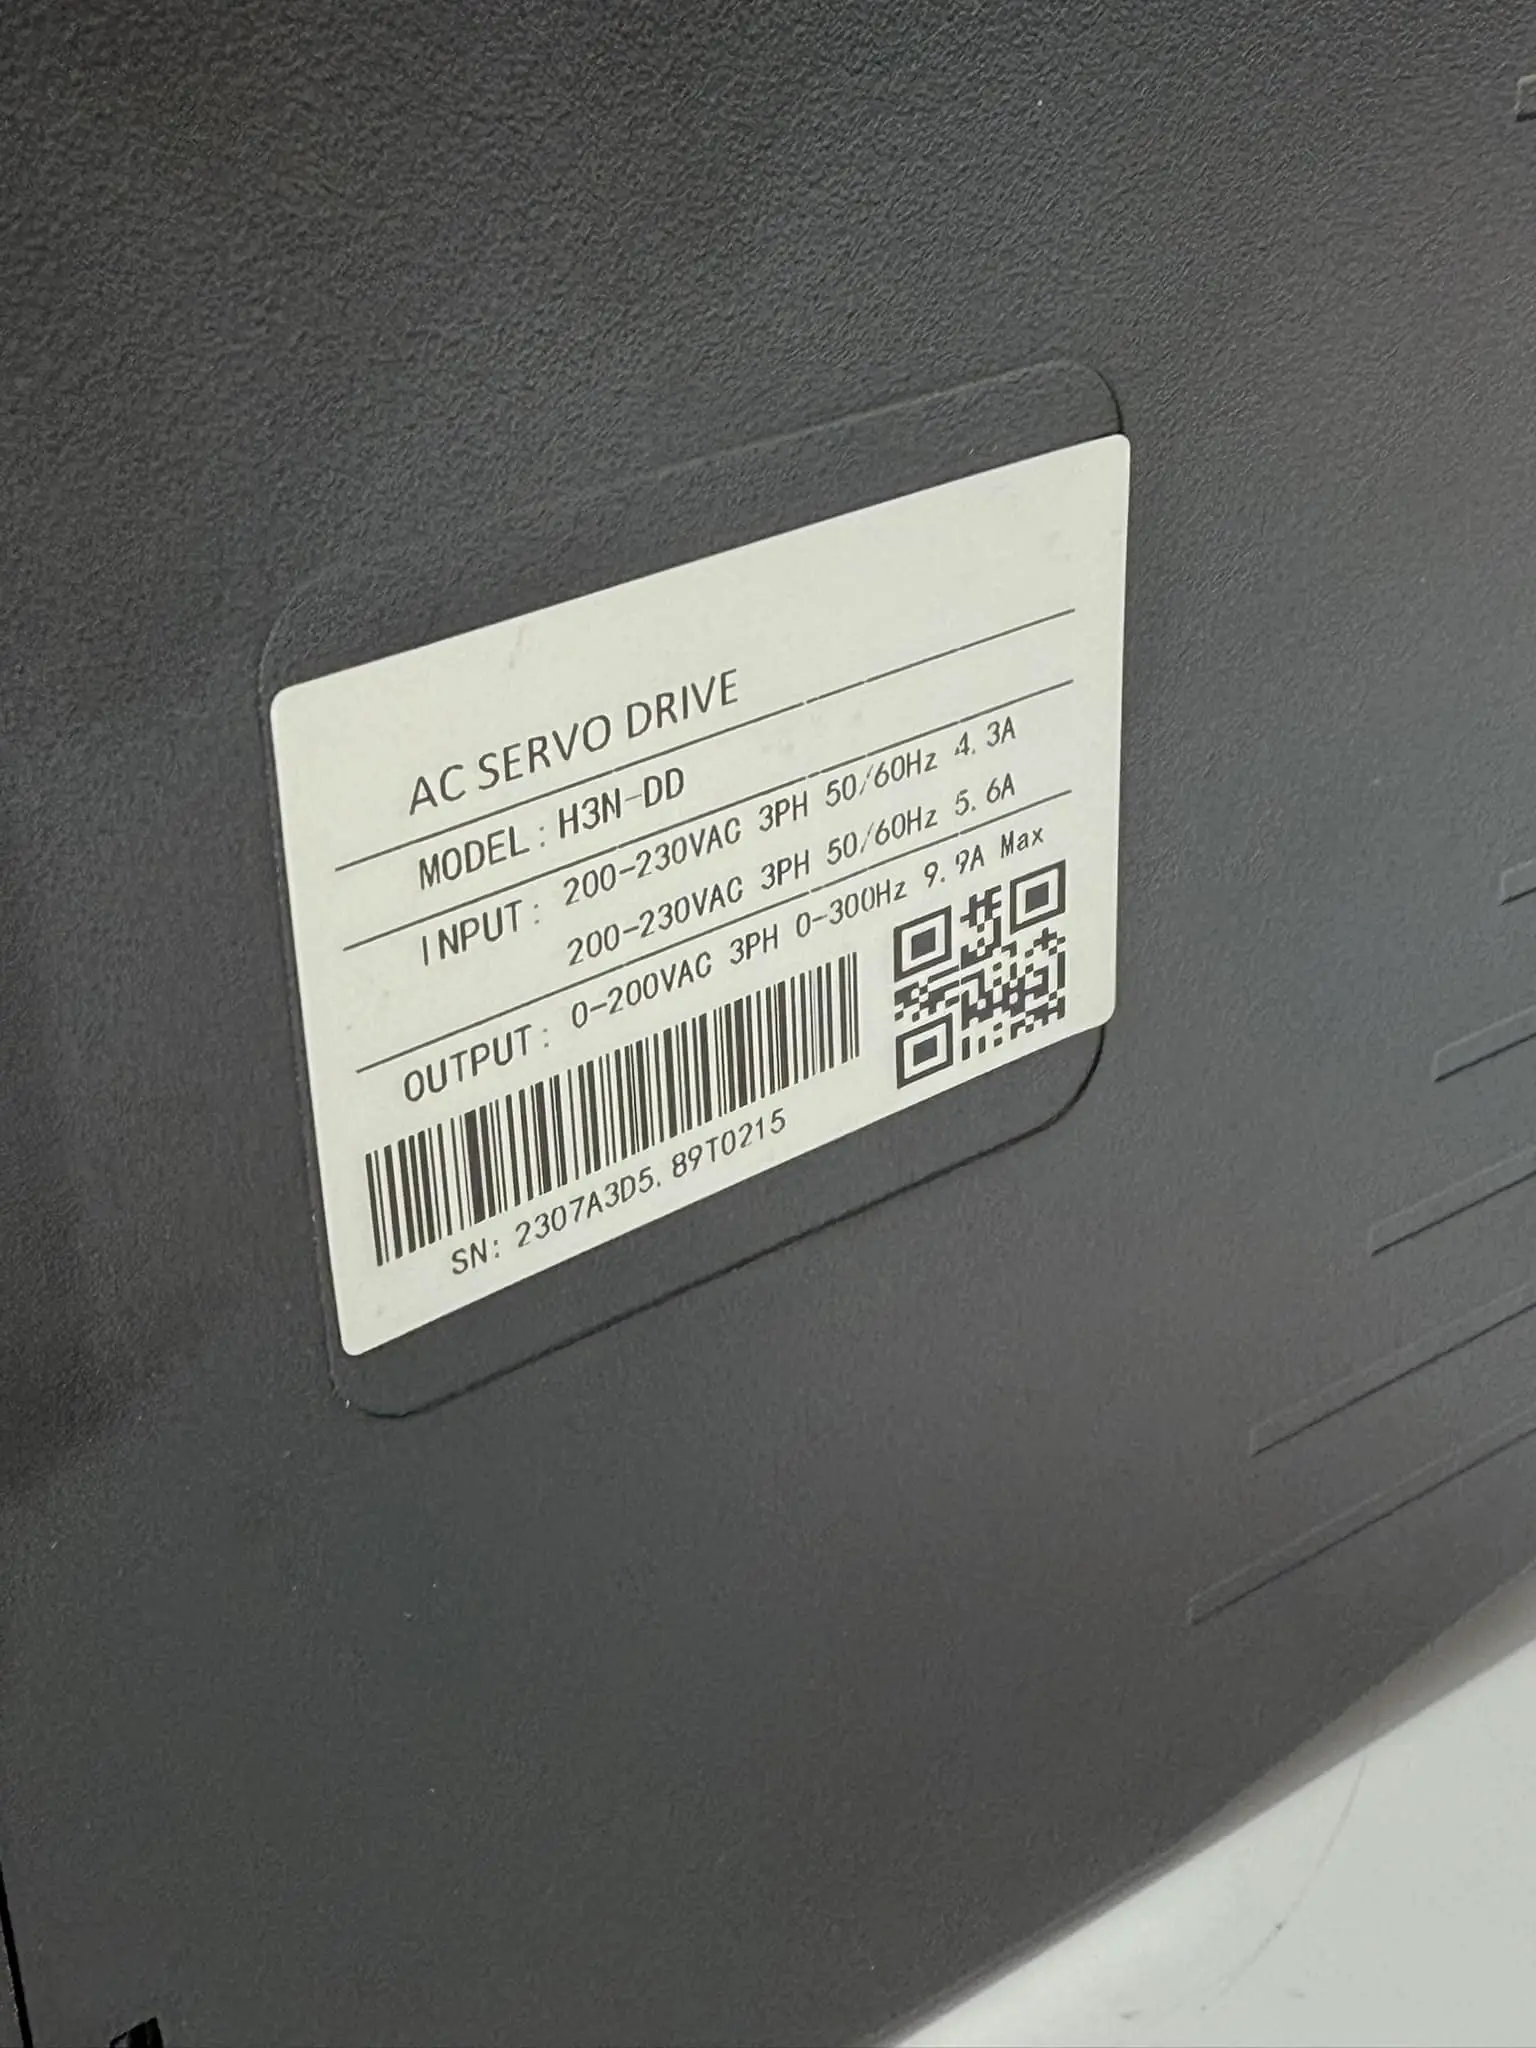 AC SERVO DRIVE
MODEL: H3N-DD
INPUT: 200-230VAC 3PH 50/60Hz 4.3A
200-230VAC 3PH 50/60Hz 5.6A
OUTPUT: 0-200VAC 3PH 0-300Hz 9.9A Max
SN: 2307A3D5.89T0215